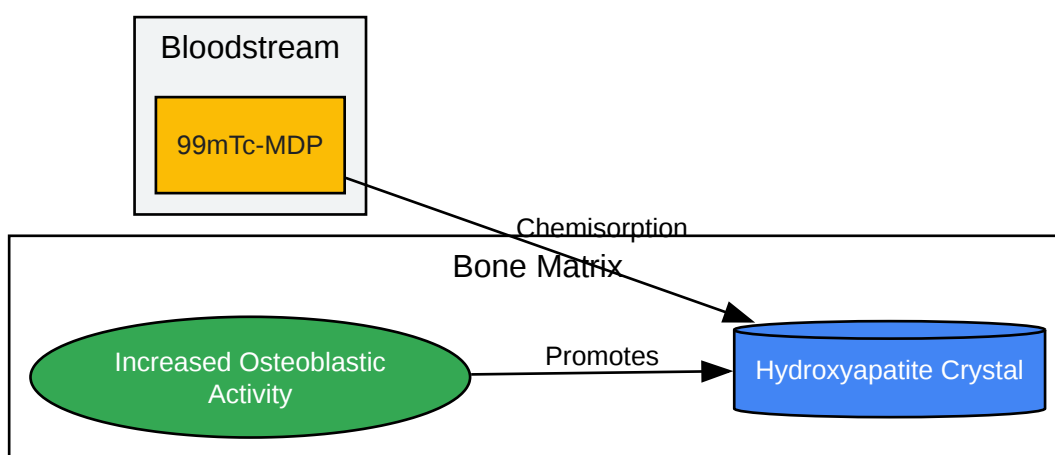 Bloodstream
99mTc-MDP
Chemisorption
Bone Matrix
Increased Osteoblastic
Activity
Promotes
Hydroxyapatite Crystal